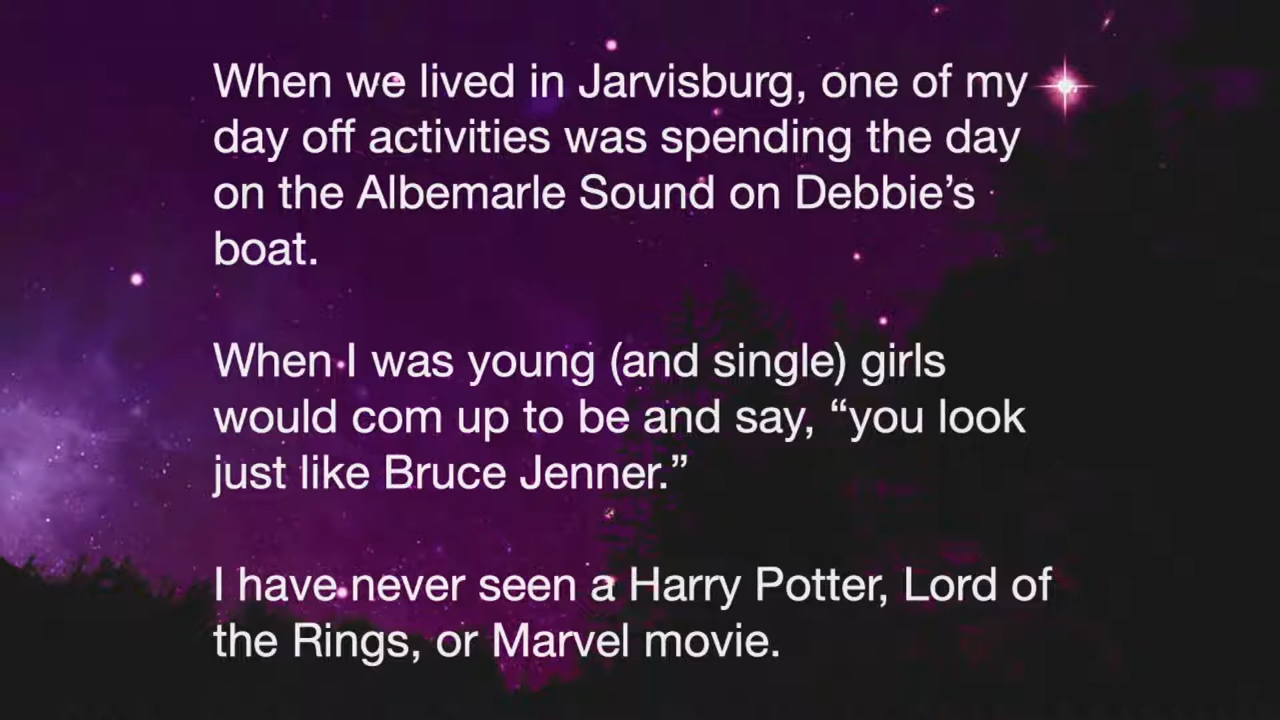 When we lived in Jarvisburg, one of my
day off activities was spending the day
on the Albemarle Sound on Debbie’s
boat.
When I was young (and single) girls
would com up to be and say, “you look
just like Bruce Jenner.”
I have never seen a Harry Potter, Lord of
the Rings, or Marvel movie.